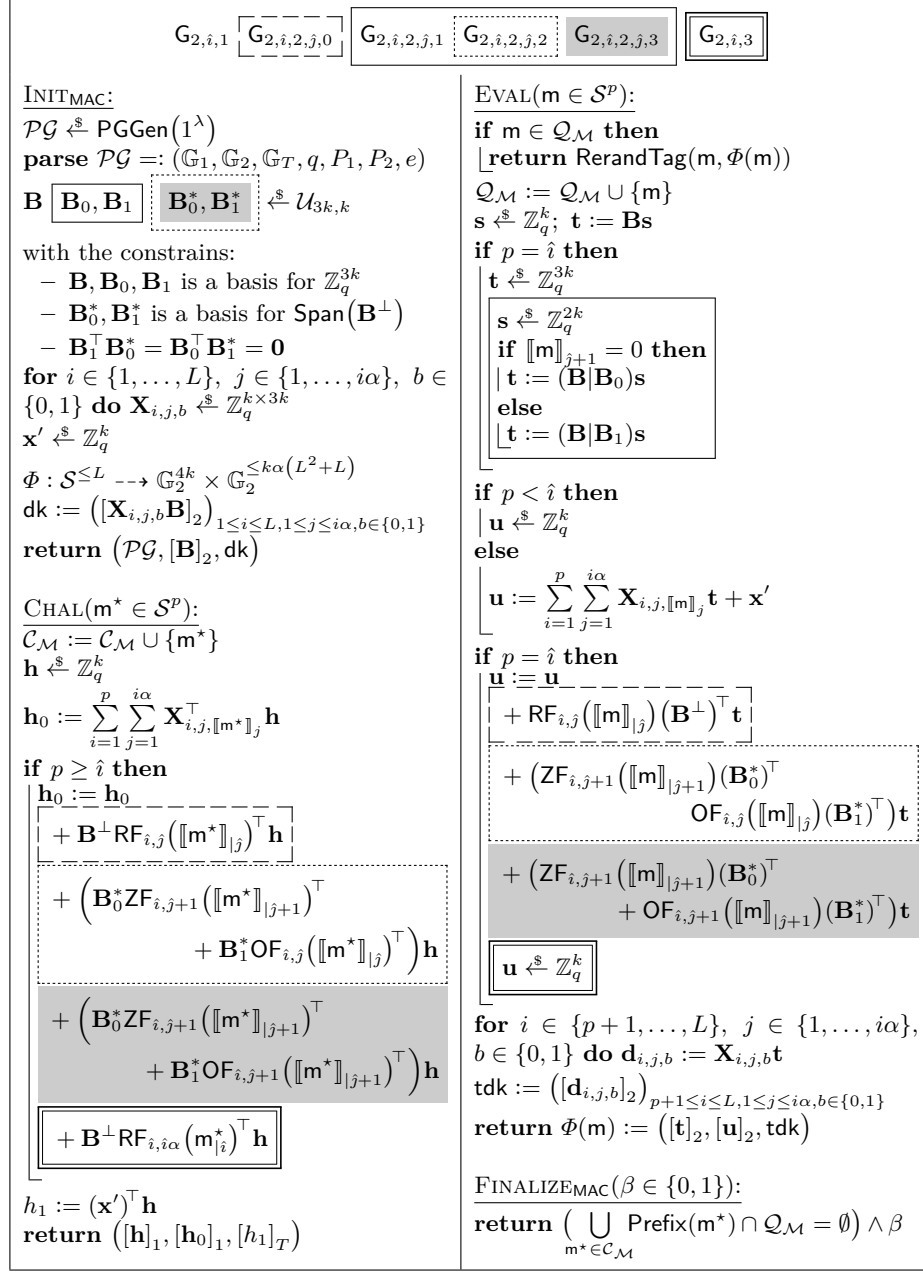 G_{2,î,1} G_{2,î,2,ĵ,0} G_{2,î,2,ĵ,1} G_{2,î,2,ĵ,2} G_{2,î,2,ĵ,3} G_{2,î,3}
INIT_MAC:
𝒫𝒢 ←$ PGGen(1^λ)
parse 𝒫𝒢 =: (𝔾_1, 𝔾_2, 𝔾_T, q, P_1, P_2, e)
B B_0, B_1 B_0^*, B_1^* ←$ 𝒰_{3k,k}
with the constrains:
– B, B_0, B_1 is a basis for ℤ_q^{3k}
– B_0^*, B_1^* is a basis for Span(B^⊥)
– B_1^⊤ B_0^* = B_0^⊤ B_1^* = 0
for i ∈ {1, …, L}, j ∈ {1, …, iα}, b ∈
{0, 1} do X_{i,j,b} ←$ ℤ_q^{k×3k}
x′ ←$ ℤ_q^k
Φ : 𝒮^{≤L} ⇢ 𝔾_2^{4k} × 𝔾_2^{≤kα(L^2+L)}
dk := ([X_{i,j,b}B]_2)_{1≤i≤L,1≤j≤iα,b∈{0,1}}
return (𝒫𝒢, [B]_2, dk)
CHAL(m^⋆ ∈ 𝒮^p):
𝒞_ℳ := 𝒞_ℳ ∪ {m^⋆}
h ←$ ℤ_q^k
h_0 := ∑_{i=1}^{p} ∑_{j=1}^{iα} X_{i,j,⟦m^⋆⟧_j}^⊤ h
if p ≥ î then
h_0 := h_0
+ B^⊥ RF_{î,ĵ}(⟦m^⋆⟧_{|ĵ})^⊤ h
+ (B_0^* ZF_{î,ĵ+1}(⟦m^⋆⟧_{|ĵ+1})^⊤
+ B_1^* OF_{î,ĵ}(⟦m^⋆⟧_{|ĵ})^⊤) h
+ (B_0^* ZF_{î,ĵ+1}(⟦m^⋆⟧_{|ĵ+1})^⊤
+ B_1^* OF_{î,ĵ+1}(⟦m^⋆⟧_{|ĵ+1})^⊤) h
+ B^⊥ RF_{î,îα}(m^⋆_{|î})^⊤ h
h_1 := (x′)^⊤ h
return ([h]_1, [h_0]_1, [h_1]_T)
EVAL(m ∈ 𝒮^p):
if m ∈ 𝒬_ℳ then
return RerandTag(m, Φ(m))
𝒬_ℳ := 𝒬_ℳ ∪ {m}
s ←$ ℤ_q^k; t := Bs
if p = î then
t ←$ ℤ_q^{3k}
s ←$ ℤ_q^{2k}
if ⟦m⟧_{ĵ+1} = 0 then
t := (B|B_0)s
else
t := (B|B_1)s
if p < î then
u ←$ ℤ_q^k
else
u := ∑_{i=1}^{p} ∑_{j=1}^{iα} X_{i,j,⟦m⟧_j} t + x′
if p = î then
u := u
+ RF_{î,ĵ}(⟦m⟧_{|ĵ})(B^⊥)^⊤ t
+ (ZF_{î,ĵ+1}(⟦m⟧_{|ĵ+1})(B_0^*)^⊤
OF_{î,ĵ}(⟦m⟧_{|ĵ})(B_1^*)^⊤)t
+ (ZF_{î,ĵ+1}(⟦m⟧_{|ĵ+1})(B_0^*)^⊤
+ OF_{î,ĵ+1}(⟦m⟧_{|ĵ+1})(B_1^*)^⊤)t
u ←$ ℤ_q^k
for i ∈ {p + 1, …, L}, j ∈ {1, …, iα},
b ∈ {0, 1} do d_{i,j,b} := X_{i,j,b}t
tdk := ([d_{i,j,b}]_2)_{p+1≤i≤L,1≤j≤iα,b∈{0,1}}
return Φ(m) := ([t]_2, [u]_2, tdk)
FINALIZE_MAC(β ∈ {0, 1}):
return (⋃_{m^⋆∈𝒞_ℳ} Prefix(m^⋆) ∩ 𝒬_ℳ = ∅) ∧ β